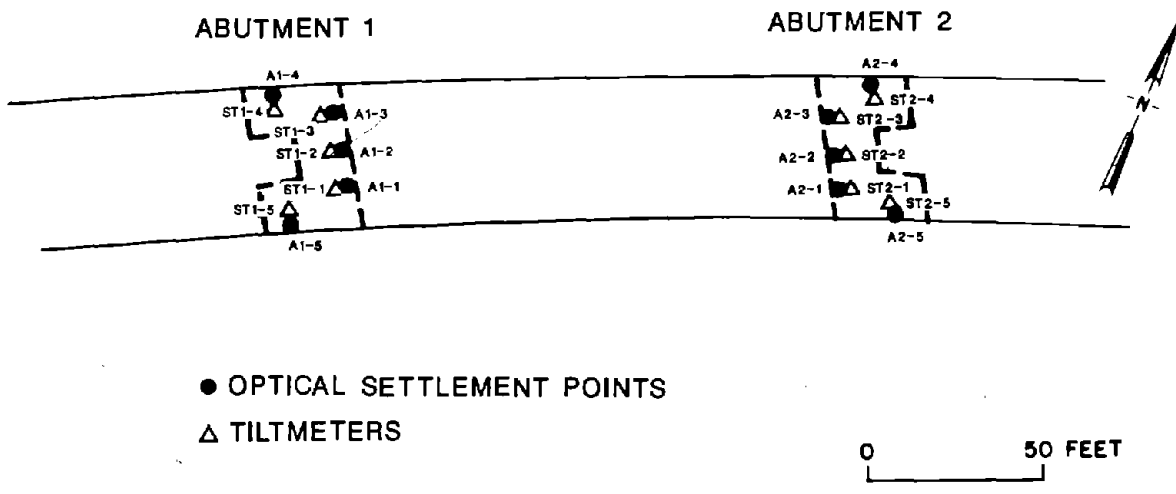 ABUTMENT 1
ABUTMENT 2
A1-4
ST1-4
ST1-3
A1-3
ST1-2
A1-2
ST1-1
A1-1
ST1-5
A1-5
A2-4
ST2-4
A2-3
ST2-3
A2-2
ST2-2
A2-1
ST2-1
ST2-5
A2-5
N
OPTICAL SETTLEMENT POINTS
TILTMETERS
0 50 FEET